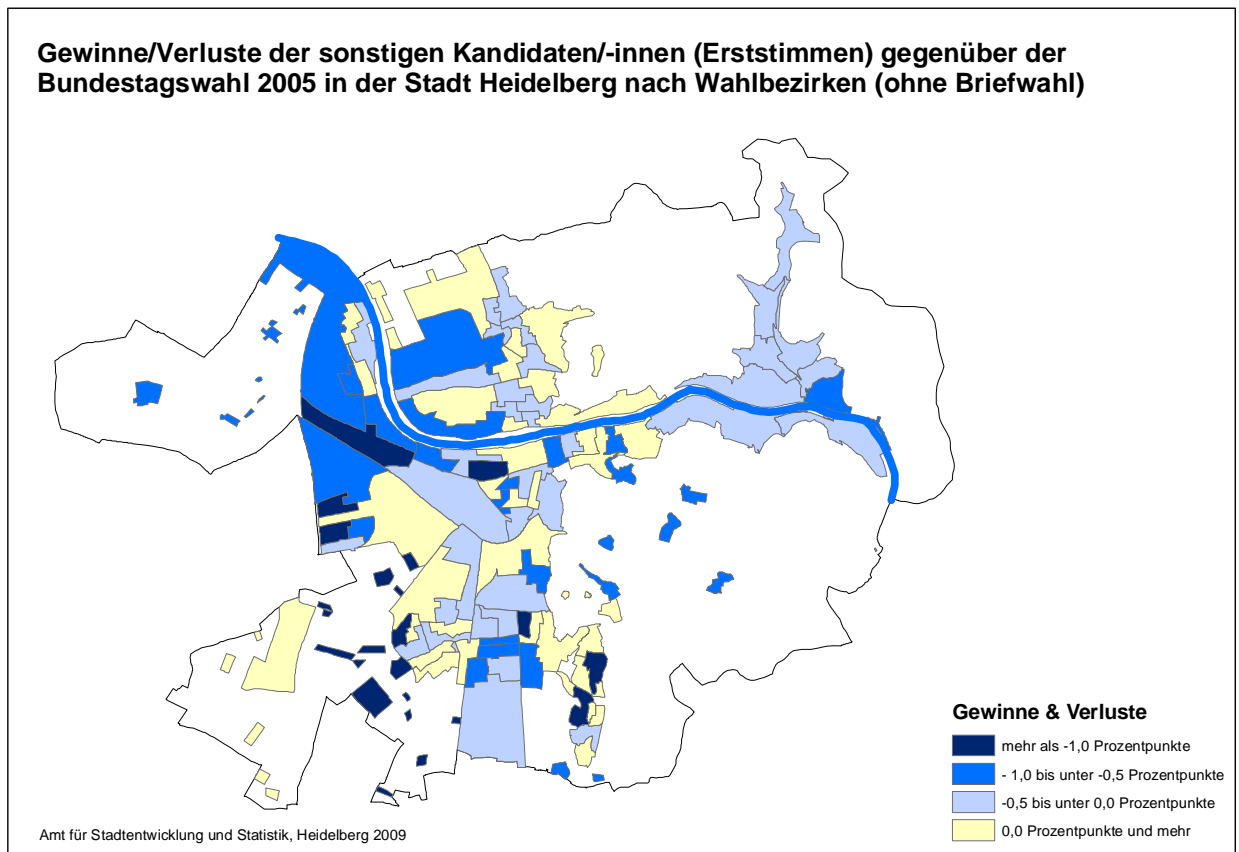 Gewinne/Verluste der sonstigen Kandidaten/-innen (Erststimmen) gegenüber der
Bundestagswahl 2005 in der Stadt Heidelberg nach Wahlbezirken (ohne Briefwahl)
Gewinne & Verluste
mehr als -1,0 Prozentpunkte
- 1,0 bis unter -0,5 Prozentpunkte
-0,5 bis unter 0,0 Prozentpunkte
0,0 Prozentpunkte und mehr
Amt für Stadtentwicklung und Statistik, Heidelberg 2009